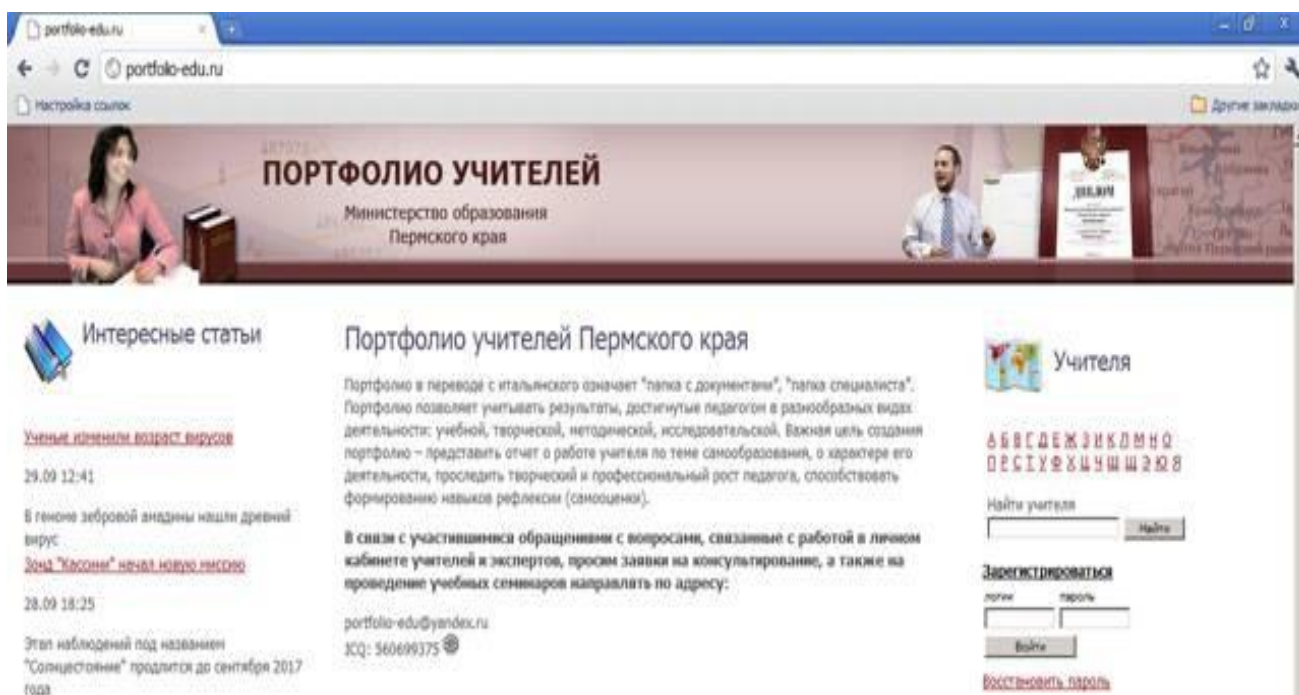 portfolio-edu.ru
portfolio-edu.ru
Настройка ссылок
Другие закладки
ПОРТФОЛИО УЧИТЕЛЕЙ
Министерство образования
Пермского края
ДИПЛОМ
Интересные статьи
Ученые изменили возраст вирусов
29.09 12:41
В геноме зебровой амадины нашли древний
вирус
Зонд "Кассини" начал новую миссию
28.09 18:25
Этап наблюдений под названием
"Солнцестояние" продлится до сентября 2017
года
Портфолио учителей Пермского края
Портфолио в переводе с итальянского означает "папка с документами", "папка специалиста".
Портфолио позволяет учитывать результаты, достигнутые педагогом в разнообразных видах
деятельности: учебной, творческой, методической, исследовательской. Важная цель создания
портфолио – представить отчет о работе учителя по теме самообразования, о характере его
деятельности, проследить творческий и профессиональный рост педагога, способствовать
формированию навыков рефлексии (самооценки).
В связи с участившимися обращениями с вопросами, связанные с работой в личном
кабинете учителей и экспертов, просим заявки на консультирование, а также на
проведение учебных семинаров направлять по адресу:
portfolio-edu@yandex.ru
ICQ: 560699375
Учителя
А Б В Г Д Е Ж З И К Л М Н О
П Р С Т У Ф Х Ц Ч Ш Щ Э Ю Я
Найти учителя
Найти
Зарегистрироваться
логин пароль
Войти
Восстановить пароль